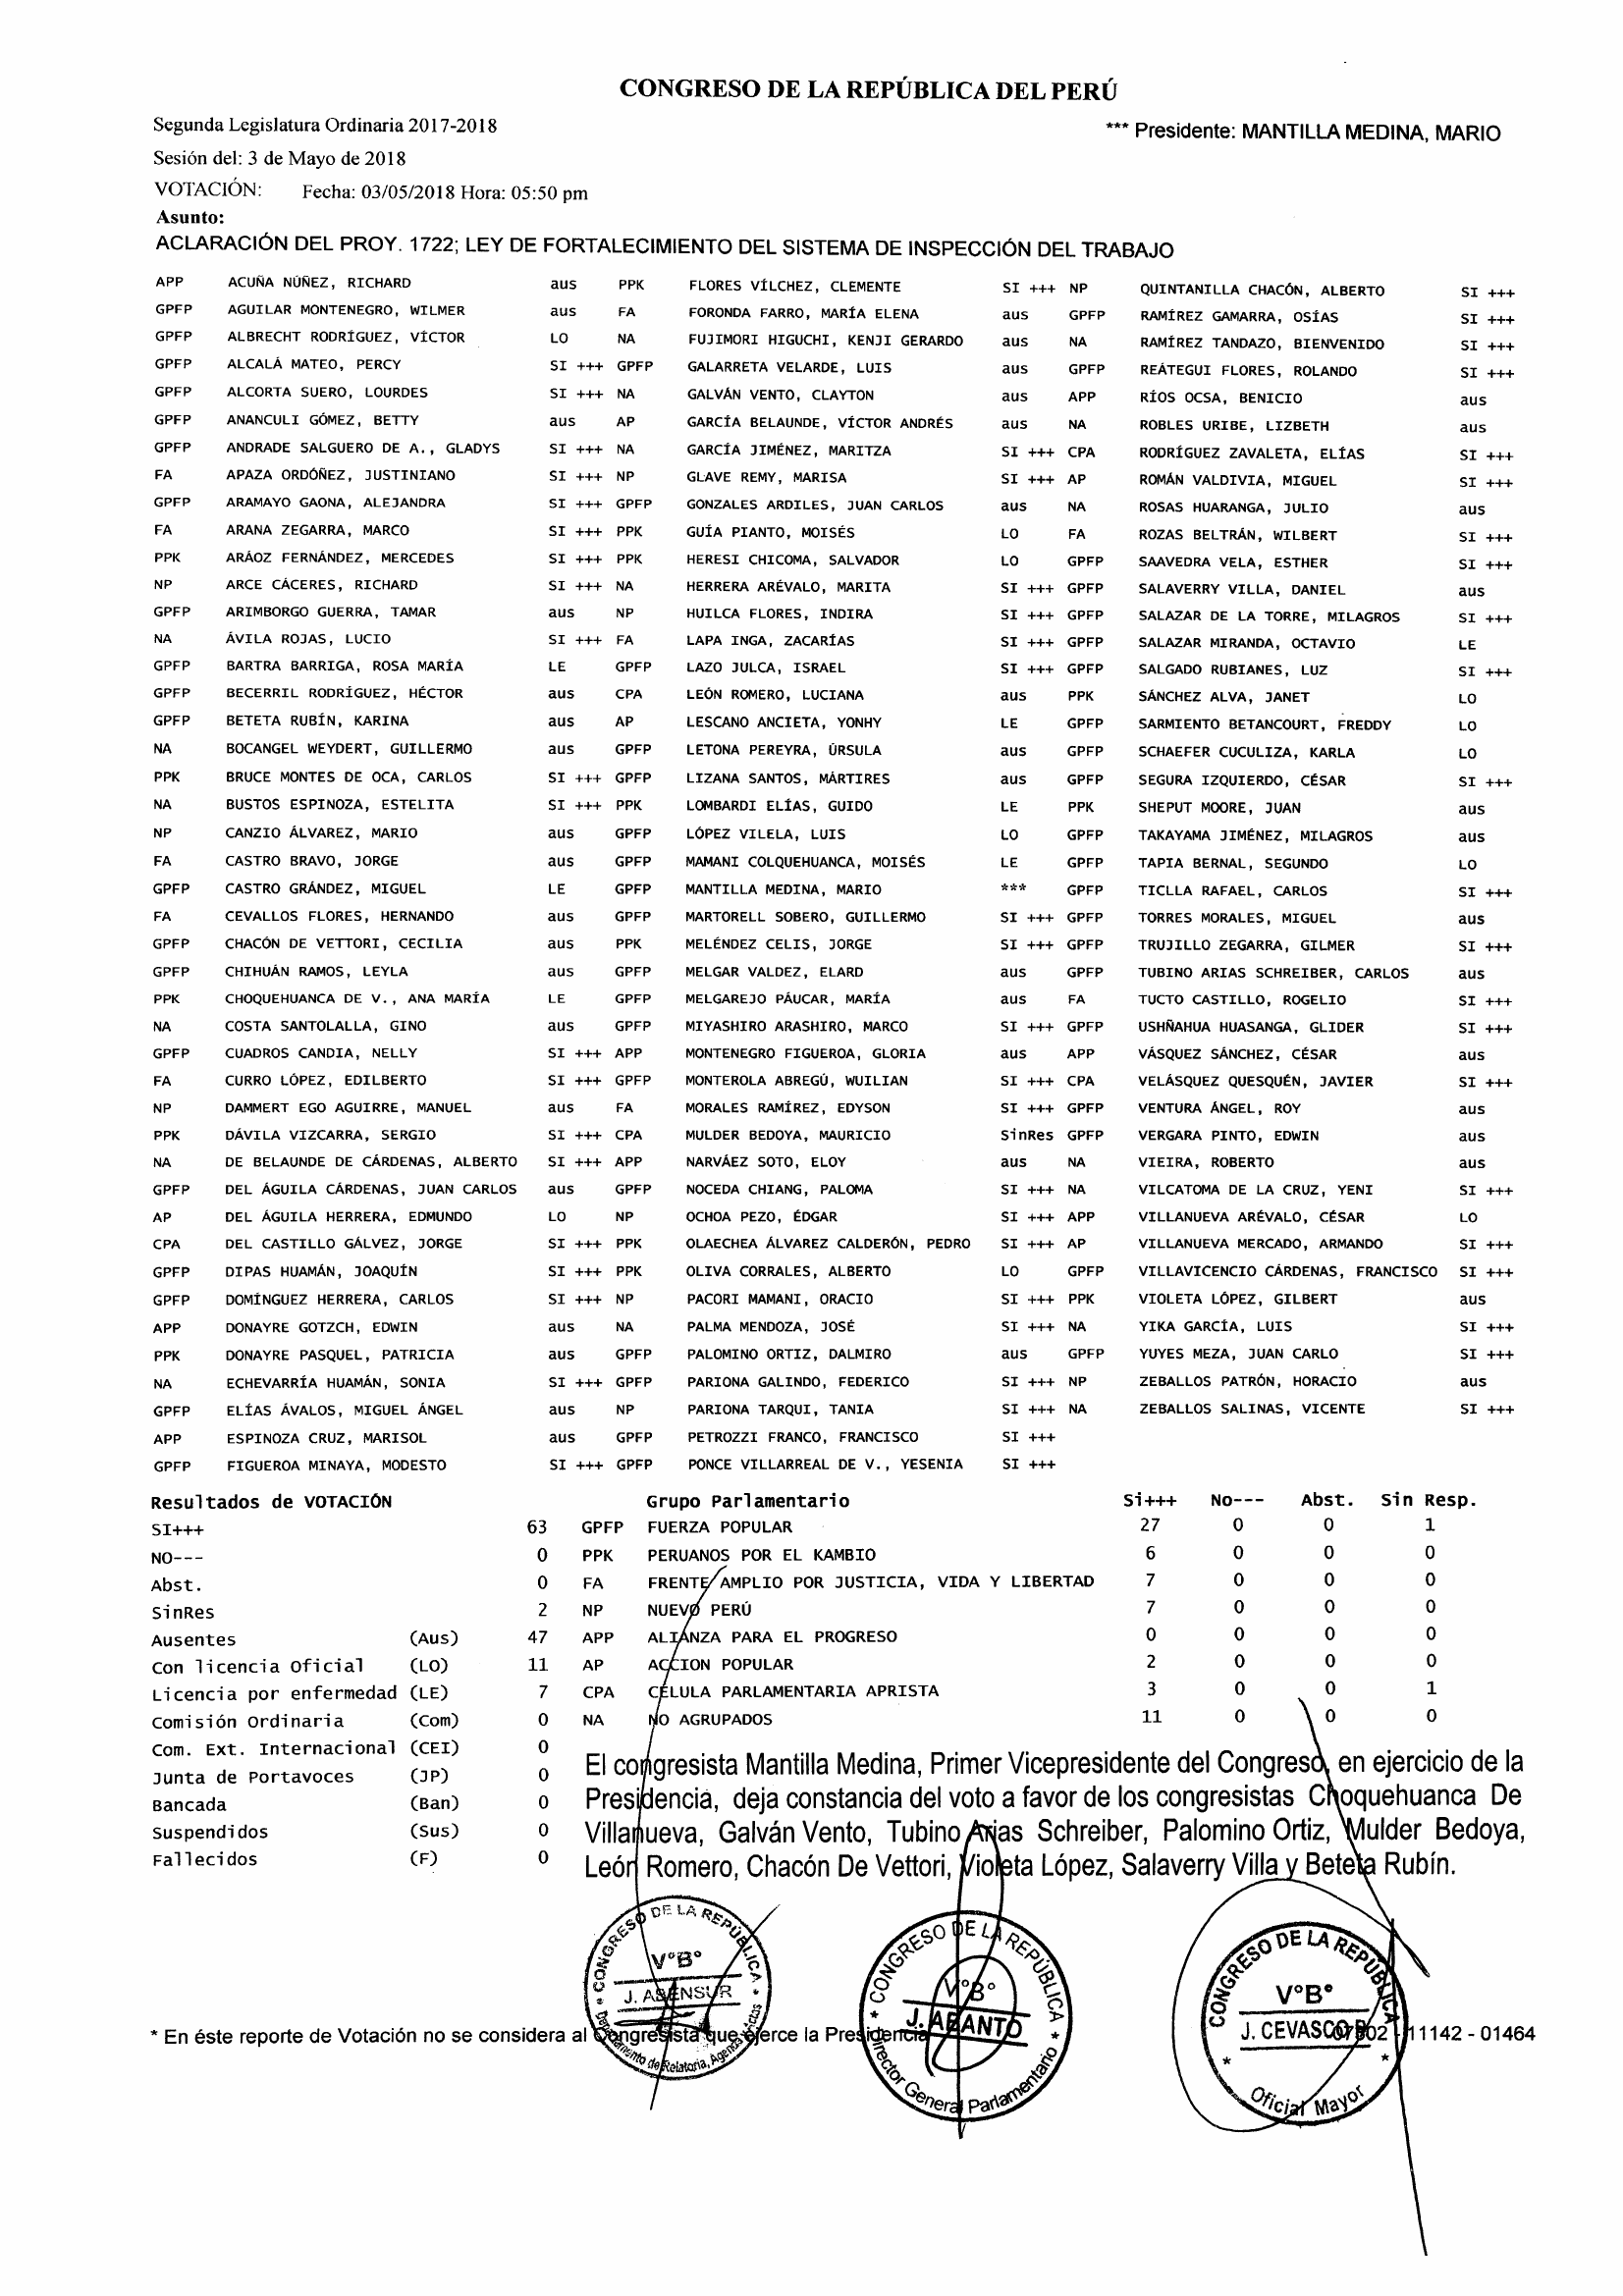 CONGRESO DE LA REPÚBLICA DEL PERÚ
Segunda Legislatura Ordinaria 2017-2018
*** Presidente: MANTILLA MEDINA, MARIO
Sesión del: 3 de Mayo de 2018
VOTACIÓN: Fecha: 03/05/2018 Hora: 05:50 pm
Asunto:
ACLARACIÓN DEL PROY. 1722; LEY DE FORTALECIMIENTO DEL SISTEMA DE INSPECCIÓN DEL TRABAJO
APP ACUÑA NÚÑEZ, RICHARD aus PPK FLORES VÍLCHEZ, CLEMENTE SI +++ NP QUINTANILLA CHACÓN, ALBERTO SI +++
GPFP AGUILAR MONTENEGRO, WILMER aus FA FORONDA FARRO, MARÍA ELENA aus GPFP RAMÍREZ GAMARRA, OSÍAS SI +++
GPFP ALBRECHT RODRÍGUEZ, VÍCTOR LO NA FUJIMORI HIGUCHI, KENJI GERARDO aus NA RAMÍREZ TANDAZO, BIENVENIDO SI +++
GPFP ALCALÁ MATEO, PERCY SI +++ GPFP GALARRETA VELARDE, LUIS aus GPFP REÁTEGUI FLORES, ROLANDO SI +++
GPFP ALCORTA SUERO, LOURDES SI +++ NA GALVÁN VENTO, CLAYTON aus APP RÍOS OCSA, BENICIO aus
GPFP ANANCULI GÓMEZ, BETTY aus AP GARCÍA BELAUNDE, VÍCTOR ANDRÉS aus NA ROBLES URIBE, LIZBETH aus
GPFP ANDRADE SALGUERO DE A., GLADYS SI +++ NA GARCÍA JIMÉNEZ, MARITZA SI +++ CPA RODRÍGUEZ ZAVALETA, ELÍAS SI +++
FA APAZA ORDÓÑEZ, JUSTINIANO SI +++ NP GLAVE REMY, MARISA SI +++ AP ROMÁN VALDIVIA, MIGUEL SI +++
GPFP ARAMAYO GAONA, ALEJANDRA SI +++ GPFP GONZALES ARDILES, JUAN CARLOS aus NA ROSAS HUARANGA, JULIO aus
FA ARANA ZEGARRA, MARCO SI +++ PPK GUÍA PIANTO, MOISÉS LO FA ROZAS BELTRÁN, WILBERT SI +++
PPK ARÁOZ FERNÁNDEZ, MERCEDES SI +++ PPK HERESI CHICOMA, SALVADOR LO GPFP SAAVEDRA VELA, ESTHER SI +++
NP ARCE CÁCERES, RICHARD SI +++ NA HERRERA ARÉVALO, MARITA SI +++ GPFP SALAVERRY VILLA, DANIEL aus
GPFP ARIMBORGO GUERRA, TAMAR aus NP HUILCA FLORES, INDIRA SI +++ GPFP SALAZAR DE LA TORRE, MILAGROS SI +++
NA ÁVILA ROJAS, LUCIO SI +++ FA LAPA INGA, ZACARÍAS SI +++ GPFP SALAZAR MIRANDA, OCTAVIO LE
GPFP BARTRA BARRIGA, ROSA MARÍA LE GPFP LAZO JULCA, ISRAEL SI +++ GPFP SALGADO RUBIANES, LUZ SI +++
GPFP BECERRIL RODRÍGUEZ, HÉCTOR aus CPA LEÓN ROMERO, LUCIANA aus PPK SÁNCHEZ ALVA, JANET LO
GPFP BETETA RUBÍN, KARINA aus AP LESCANO ANCIETA, YONHY LE GPFP SARMIENTO BETANCOURT, FREDDY LO
NA BOCANGEL WEYDERT, GUILLERMO aus GPFP LETONA PEREYRA, ÚRSULA aus GPFP SCHAEFER CUCULIZA, KARLA LO
PPK BRUCE MONTES DE OCA, CARLOS SI +++ GPFP LIZANA SANTOS, MÁRTIRES aus GPFP SEGURA IZQUIERDO, CÉSAR SI +++
NA BUSTOS ESPINOZA, ESTELITA SI +++ PPK LOMBARDI ELÍAS, GUIDO LE PPK SHEPUT MOORE, JUAN aus
NP CANZIO ÁLVAREZ, MARIO aus GPFP LÓPEZ VILELA, LUIS LO GPFP TAKAYAMA JIMÉNEZ, MILAGROS aus
FA CASTRO BRAVO, JORGE aus GPFP MAMANI COLQUEHUANCA, MOISÉS LE GPFP TAPIA BERNAL, SEGUNDO LO
GPFP CASTRO GRÁNDEZ, MIGUEL LE GPFP MANTILLA MEDINA, MARIO *** GPFP TICLLA RAFAEL, CARLOS SI +++
FA CEVALLOS FLORES, HERNANDO aus GPFP MARTORELL SOBERO, GUILLERMO SI +++ GPFP TORRES MORALES, MIGUEL aus
GPFP CHACÓN DE VETTORI, CECILIA aus PPK MELÉNDEZ CELIS, JORGE SI +++ GPFP TRUJILLO ZEGARRA, GILMER SI +++
GPFP CHIHUÁN RAMOS, LEYLA aus GPFP MELGAR VALDEZ, ELARD aus GPFP TUBINO ARIAS SCHREIBER, CARLOS aus
PPK CHOQUEHUANCA DE V., ANA MARÍA LE GPFP MELGAREJO PÁUCAR, MARÍA aus FA TUCTO CASTILLO, ROGELIO SI +++
NA COSTA SANTOLALLA, GINO aus GPFP MIYASHIRO ARASHIRO, MARCO SI +++ GPFP USHÑAHUA HUASANGA, GLIDER SI +++
GPFP CUADROS CANDIA, NELLY SI +++ APP MONTENEGRO FIGUEROA, GLORIA aus APP VÁSQUEZ SÁNCHEZ, CÉSAR aus
FA CURRO LÓPEZ, EDILBERTO SI +++ GPFP MONTEROLA ABREGÚ, WUILIAN SI +++ CPA VELÁSQUEZ QUESQUÉN, JAVIER SI +++
NP DAMMERT EGO AGUIRRE, MANUEL aus FA MORALES RAMÍREZ, EDYSON SI +++ GPFP VENTURA ÁNGEL, ROY aus
PPK DÁVILA VIZCARRA, SERGIO SI +++ CPA MULDER BEDOYA, MAURICIO SinRes GPFP VERGARA PINTO, EDWIN aus
NA DE BELAUNDE DE CÁRDENAS, ALBERTO SI +++ APP NARVÁEZ SOTO, ELOY aus NA VIEIRA, ROBERTO aus
GPFP DEL ÁGUILA CÁRDENAS, JUAN CARLOS aus GPFP NOCEDA CHIANG, PALOMA SI +++ NA VILCATOMA DE LA CRUZ, YENI SI +++
AP DEL ÁGUILA HERRERA, EDMUNDO LO NP OCHOA PEZO, ÉDGAR SI +++ APP VILLANUEVA ARÉVALO, CÉSAR LO
CPA DEL CASTILLO GÁLVEZ, JORGE SI +++ PPK OLAECHEA ÁLVAREZ CALDERÓN, PEDRO SI +++ AP VILLANUEVA MERCADO, ARMANDO SI +++
GPFP DIPAS HUAMÁN, JOAQUÍN SI +++ PPK OLIVA CORRALES, ALBERTO LO GPFP VILLAVICENCIO CÁRDENAS, FRANCISCO SI +++
GPFP DOMÍNGUEZ HERRERA, CARLOS SI +++ NP PACORI MAMANI, ORACIO SI +++ PPK VIOLETA LÓPEZ, GILBERT aus
APP DONAYRE GOTZCH, EDWIN aus NA PALMA MENDOZA, JOSÉ SI +++ NA YIKA GARCÍA, LUIS SI +++
PPK DONAYRE PASQUEL, PATRICIA aus GPFP PALOMINO ORTIZ, DALMIRO aus GPFP YUYES MEZA, JUAN CARLO SI +++
NA ECHEVARRÍA HUAMÁN, SONIA SI +++ GPFP PARIONA GALINDO, FEDERICO SI +++ NP ZEBALLOS PATRÓN, HORACIO aus
GPFP ELÍAS ÁVALOS, MIGUEL ÁNGEL aus NP PARIONA TARQUI, TANIA SI +++ NA ZEBALLOS SALINAS, VICENTE SI +++
APP ESPINOZA CRUZ, MARISOL aus GPFP PETROZZI FRANCO, FRANCISCO SI +++
GPFP FIGUEROA MINAYA, MODESTO SI +++ GPFP PONCE VILLARREAL DE V., YESENIA SI +++
Resultados de VOTACIÓN Grupo Parlamentario Si+++ No--- Abst. Sin Resp.
SI+++ 63 GPFP FUERZA POPULAR 27 0 0 1
NO--- 0 PPK PERUANOS POR EL KAMBIO 6 0 0 0
Abst. 0 FA FRENTE AMPLIO POR JUSTICIA, VIDA Y LIBERTAD 7 0 0 0
SinRes 2 NP NUEVO PERÚ 7 0 0 0
Ausentes (Aus) 47 APP ALIANZA PARA EL PROGRESO 0 0 0 0
Con licencia Oficial (LO) 11 AP ACCION POPULAR 2 0 0 0
Licencia por enfermedad (LE) 7 CPA CÉLULA PARLAMENTARIA APRISTA 3 0 0 1
Comisión Ordinaria (Com) 0 NA NO AGRUPADOS 11 0 0 0
Com. Ext. Internacional (CEI) 0
Junta de Portavoces (JP) 0
Bancada (Ban) 0
Suspendidos (Sus) 0
Fallecidos (F) 0
El congresista Mantilla Medina, Primer Vicepresidente del Congreso, en ejercicio de la
Presidencia, deja constancia del voto a favor de los congresistas Choquehuanca De
Villanueva, Galván Vento, Tubino Arias Schreiber, Palomino Ortiz, Mulder Bedoya,
León Romero, Chacón De Vettori, Violeta López, Salaverry Villa y Beteta Rubín.
CONGRESO DE LA REPÚBLICA
V°B°
J. ABENSUR
Departamento de Relatoría, Agenda y Actas
CONGRESO DE LA REPÚBLICA
V°B°
J. ABANTO
Director General Parlamentario
CONGRESO DE LA REPÚBLICA
V°B°
J. CEVASCO P.
Oficial Mayor
* En éste reporte de Votación no se considera al Congresista que ejerce la Presidencia
07302 - 11142 - 01464